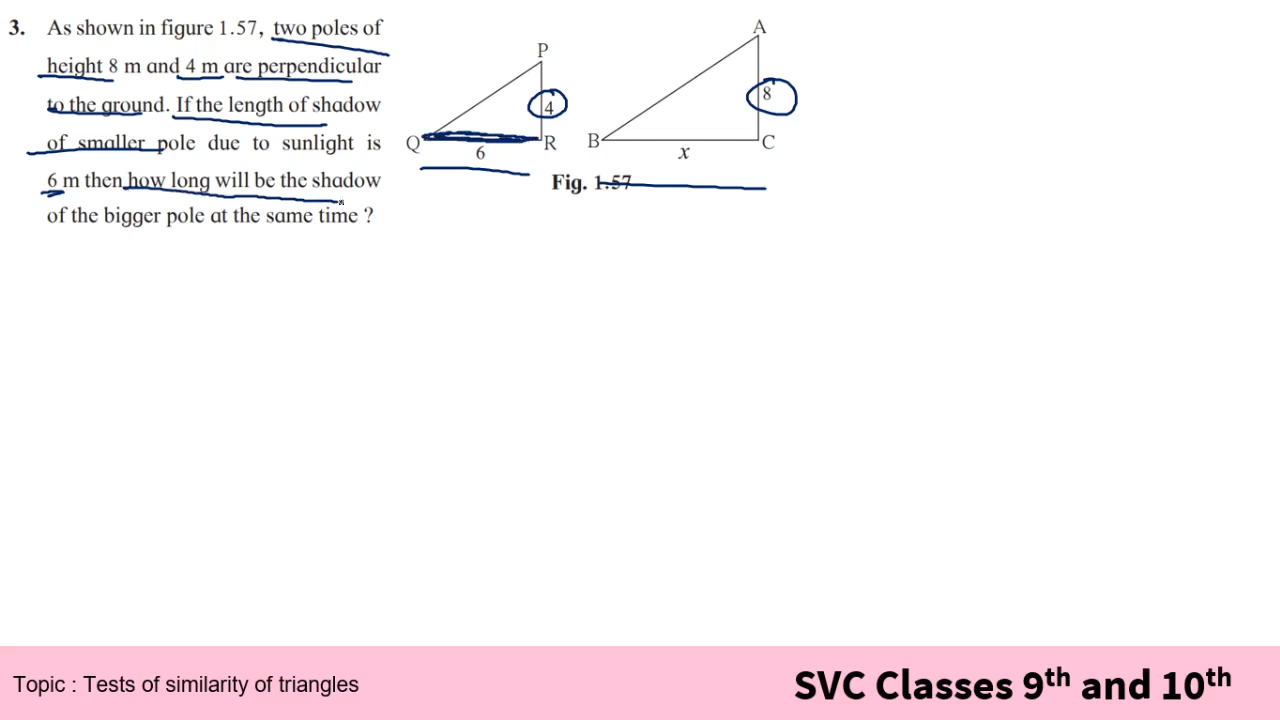 3. As shown in figure 1.57, two poles of
height 8 m and 4 m are perpendicular
to the ground. If the length of shadow
of smaller pole due to sunlight is
6 m then how long will be the shadow
of the bigger pole at the same time ?
P
4
Q
R
6
A
8
B
C
x
Fig. 1.57
Topic : Tests of similarity of triangles
SVC Classes 9th and 10th